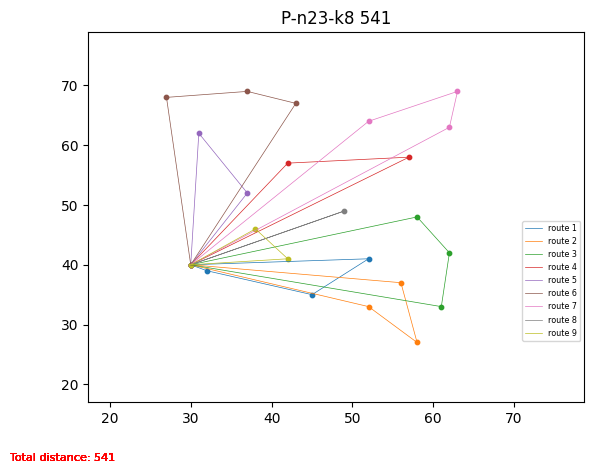 P-n23-k8 541
70
60
50
40
30
20
20 30 40 50 60 70
route 1
route 2
route 3
route 4
route 5
route 6
route 7
route 8
route 9
Total distance: 541